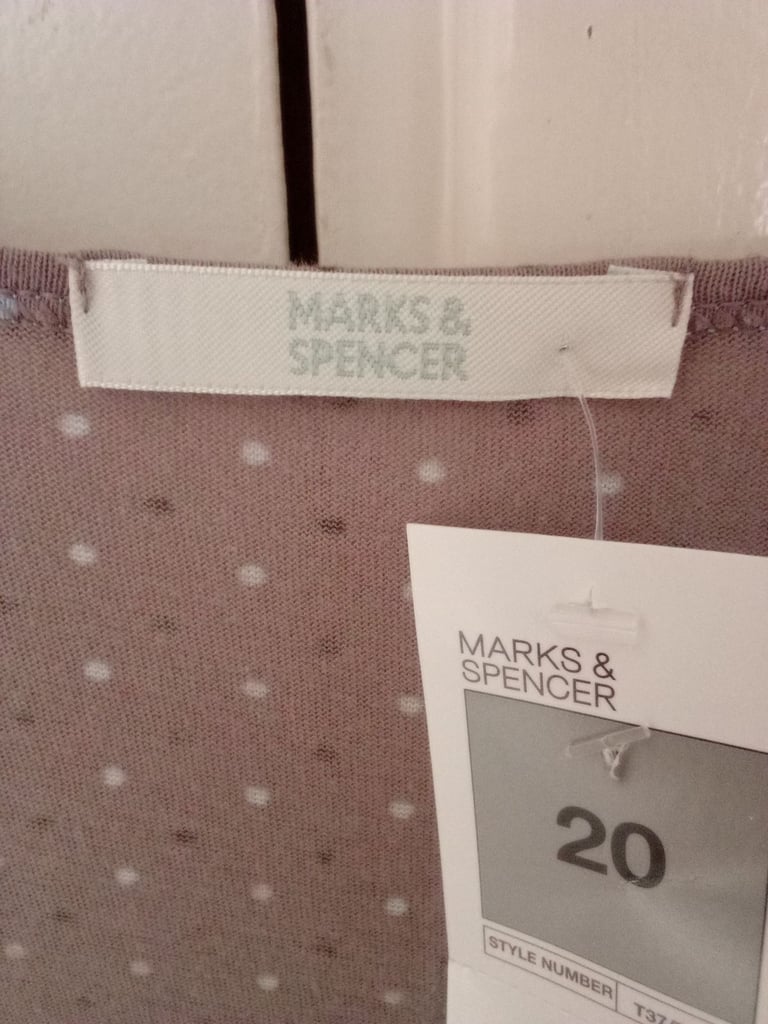 MARKS &
SPENCER
MARKS &
SPENCER
20
STYLE NUMBER